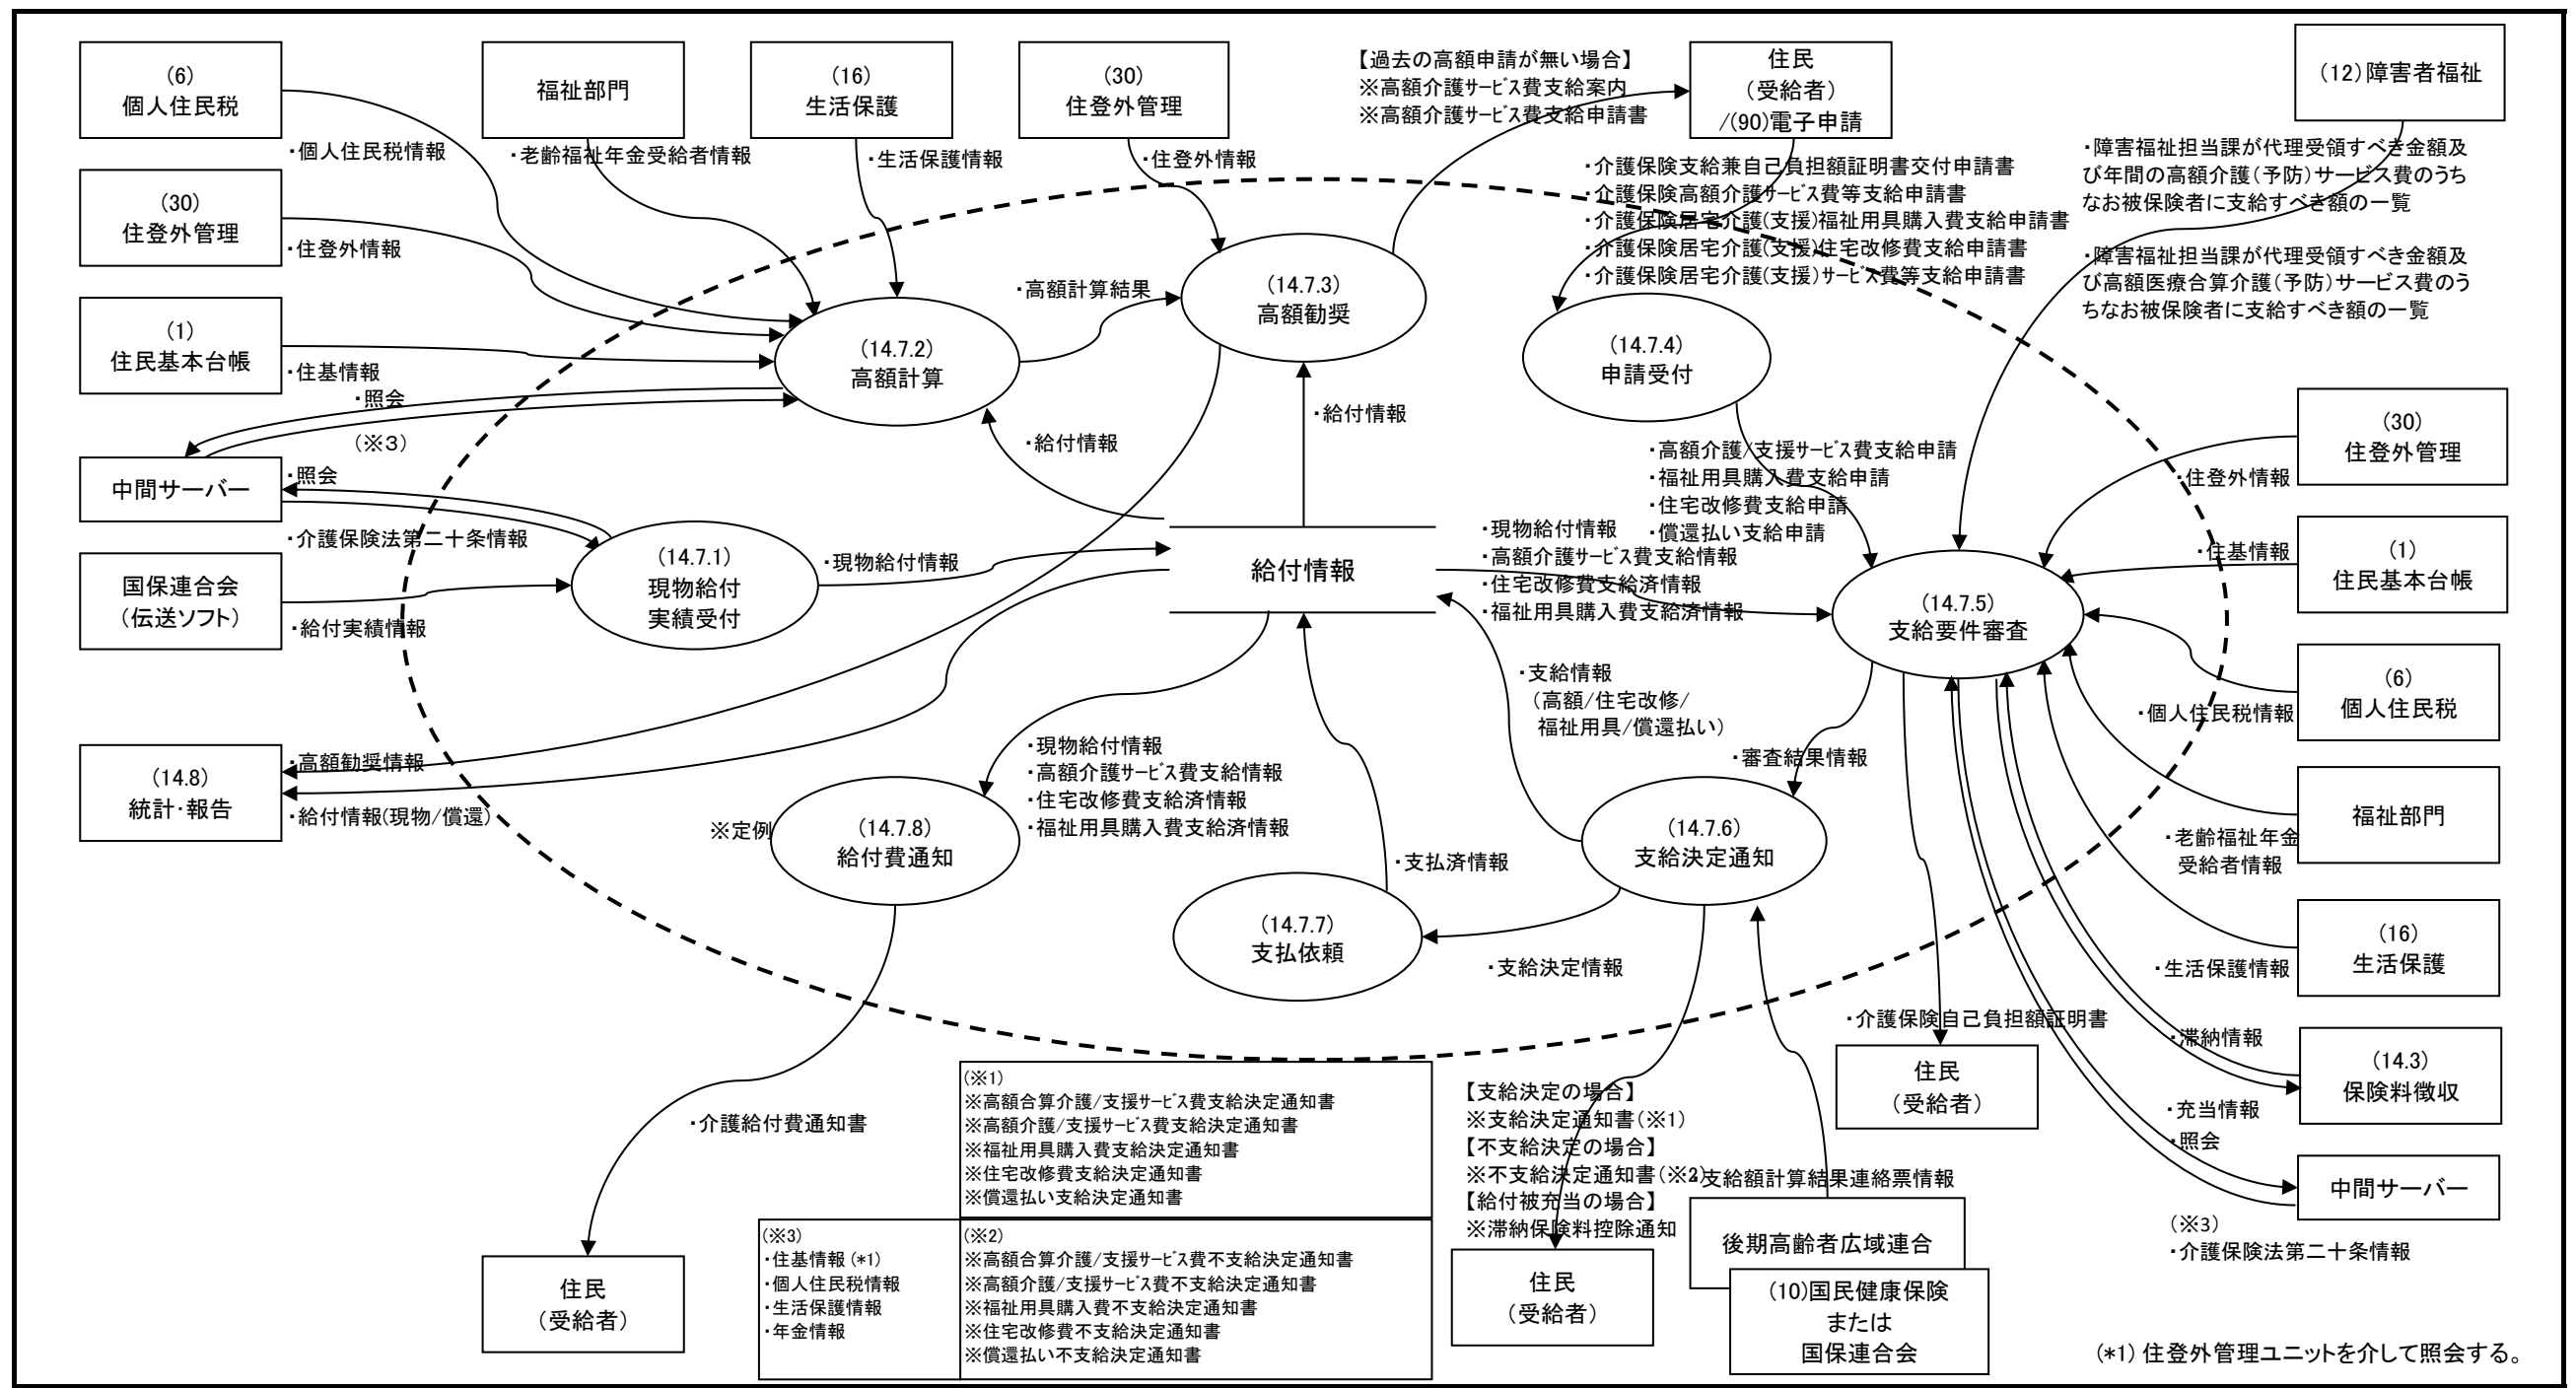 (6)
個人住民税
福祉部門
(16)
生活保護
(30)
住登外管理
【過去の高額申請が無い場合】
※高額介護ｻｰﾋﾞｽ費支給案内
※高額介護ｻｰﾋﾞｽ費支給申請書
住民
(受給者)
/(90)電子申請
(12)障害者福祉
・個人住民税情報
・老齢福祉年金受給者情報
・生活保護情報
・住登外情報
・介護保険支給兼自己負担額証明書交付申請書
・介護保険高額介護ｻｰﾋﾞｽ費等支給申請書
・介護保険居宅介護(支援)福祉用具購入費支給申請書
・介護保険居宅介護(支援)住宅改修費支給申請書
・介護保険居宅介護(支援)ｻｰﾋﾞｽ費等支給申請書
・障害福祉担当課が代理受領すべき金額及
び年間の高額介護(予防)サービス費のうち
なお被保険者に支給すべき額の一覧
・障害福祉担当課が代理受領すべき金額及
び高額医療合算介護(予防)サービス費のう
ちなお被保険者に支給すべき額の一覧
(30)
住登外管理
・住登外情報
(1)
住民基本台帳
・住基情報
・照会
(※３)
(14.7.2)
高額計算
・高額計算結果
(14.7.3)
高額勧奨
(14.7.4)
申請受付
・給付情報
・給付情報
・高額介護/支援ｻｰﾋﾞｽ費支給申請
・福祉用具購入費支給申請
・住宅改修費支給申請
・償還払い支給申請
(30)
住登外管理
・住登外情報
中間サーバー
・照会
・介護保険法第二十条情報
国保連合会
(伝送ソフト)
・給付実績情報
(14.7.1)
現物給付
実績受付
・現物給付情報
給付情報
・現物給付情報
・高額介護ｻｰﾋﾞｽ費支給情報
・住宅改修費支給済情報
・福祉用具購入費支給済情報
(14.7.5)
支給要件審査
・住基情報
(1)
住民基本台帳
(6)
個人住民税
・個人住民税情報
・支給情報
(高額/住宅改修/
福祉用具/償還払い)
・審査結果情報
(14.8)
統計・報告
・高額勧奨情報
・給付情報(現物/償還)
・現物給付情報
・高額介護ｻｰﾋﾞｽ費支給情報
・住宅改修費支給済情報
・福祉用具購入費支給済情報
※定例
(14.7.8)
給付費通知
(14.7.6)
支給決定通知
・支払済情報
(14.7.7)
支払依頼
・支給決定情報
福祉部門
・老齢福祉年金
受給者情報
(16)
生活保護
・生活保護情報
・介護保険自己負担額証明書
住民
(受給者)
・滞納情報
(14.3)
保険料徴収
・充当情報
・照会
中間サーバー
(※3)
・介護保険法第二十条情報
・介護給付費通知書
住民
(受給者)
(※1)
※高額合算介護/支援ｻｰﾋﾞｽ費支給決定通知書
※高額介護/支援ｻｰﾋﾞｽ費支給決定通知書
※福祉用具購入費支給決定通知書
※住宅改修費支給決定通知書
※償還払い支給決定通知書
(※3)
・住基情報(*1)
・個人住民税情報
・生活保護情報
・年金情報
(※2)
※高額合算介護/支援ｻｰﾋﾞｽ費不支給決定通知書
※高額介護/支援ｻｰﾋﾞｽ費不支給決定通知書
※福祉用具購入費不支給決定通知書
※住宅改修費不支給決定通知書
※償還払い不支給決定通知書
【支給決定の場合】
※支給決定通知書(※1)
【不支給決定の場合】
※不支給決定通知書(※2)
【給付被充当の場合】
※滞納保険料控除通知
住民
(受給者)
・支給額計算結果連絡票情報
後期高齢者広域連合
(10)国民健康保険
または
国保連合会
(*1)住登外管理ユニットを介して照会する。